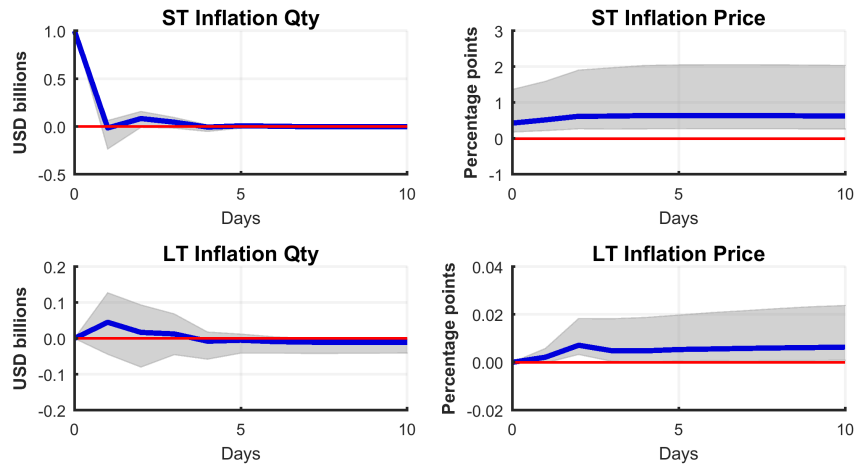 ST Inflation Qty
USD billions
1.0
0.5
0.0
-0.5
0
5
10
Days
ST Inflation Price
Percentage points
3
2
1
0
-1
0
5
10
Days
LT Inflation Qty
USD billions
0.2
0.1
0.0
-0.1
-0.2
0
5
10
Days
LT Inflation Price
Percentage points
0.04
0.02
0.00
-0.02
0
5
10
Days